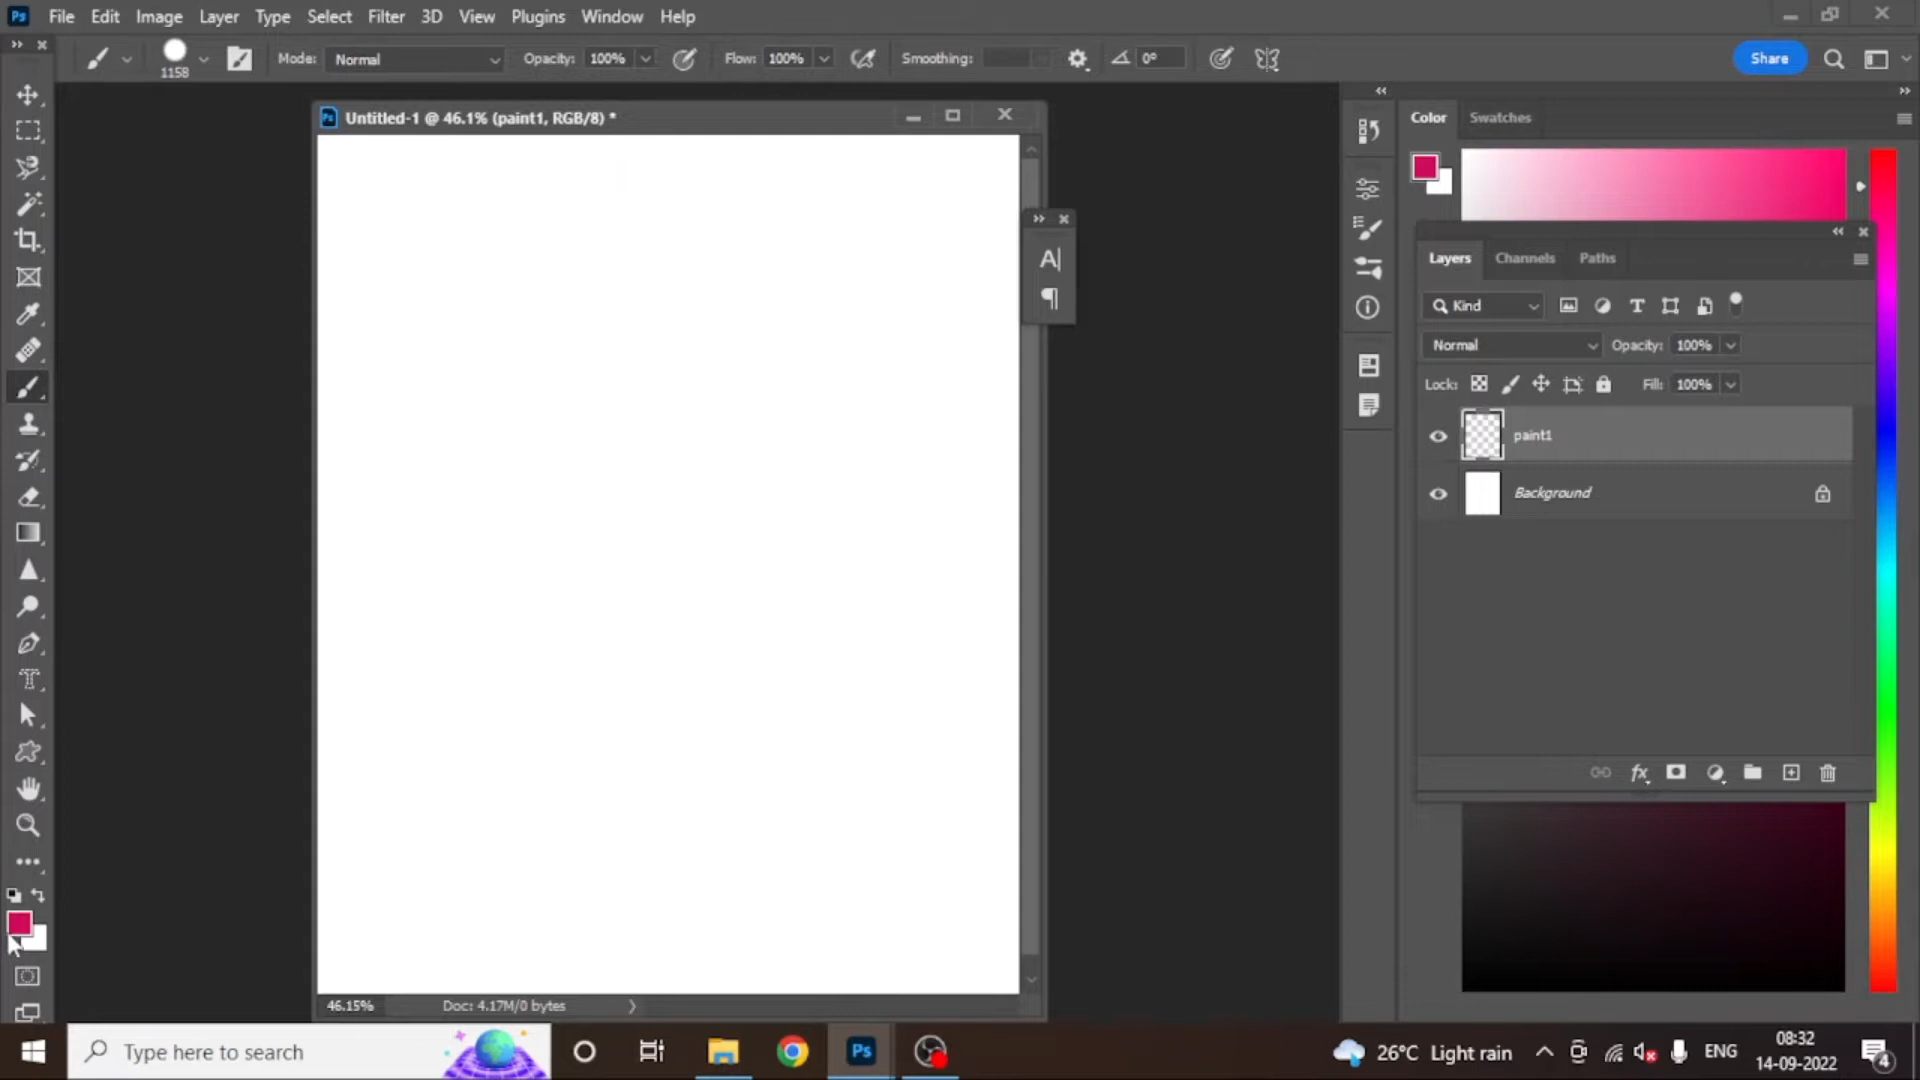 Ps File Edit Image Layer Type Select Filter 3D View Plugins Window Help
1158 Mode: Normal Opacity: 100% Flow: 100% Smoothing: 0° Share
Untitled-1 @ 46.1% (paint1, RGB/8) *
Color Swatches
Layers Channels Paths
Kind
Normal Opacity: 100%
Lock: Fill: 100%
paint1
Background
46.15% Doc: 4.17M/0 bytes
Type here to search
Ps
26°C Light rain
ENG
08:32
14-09-2022
4